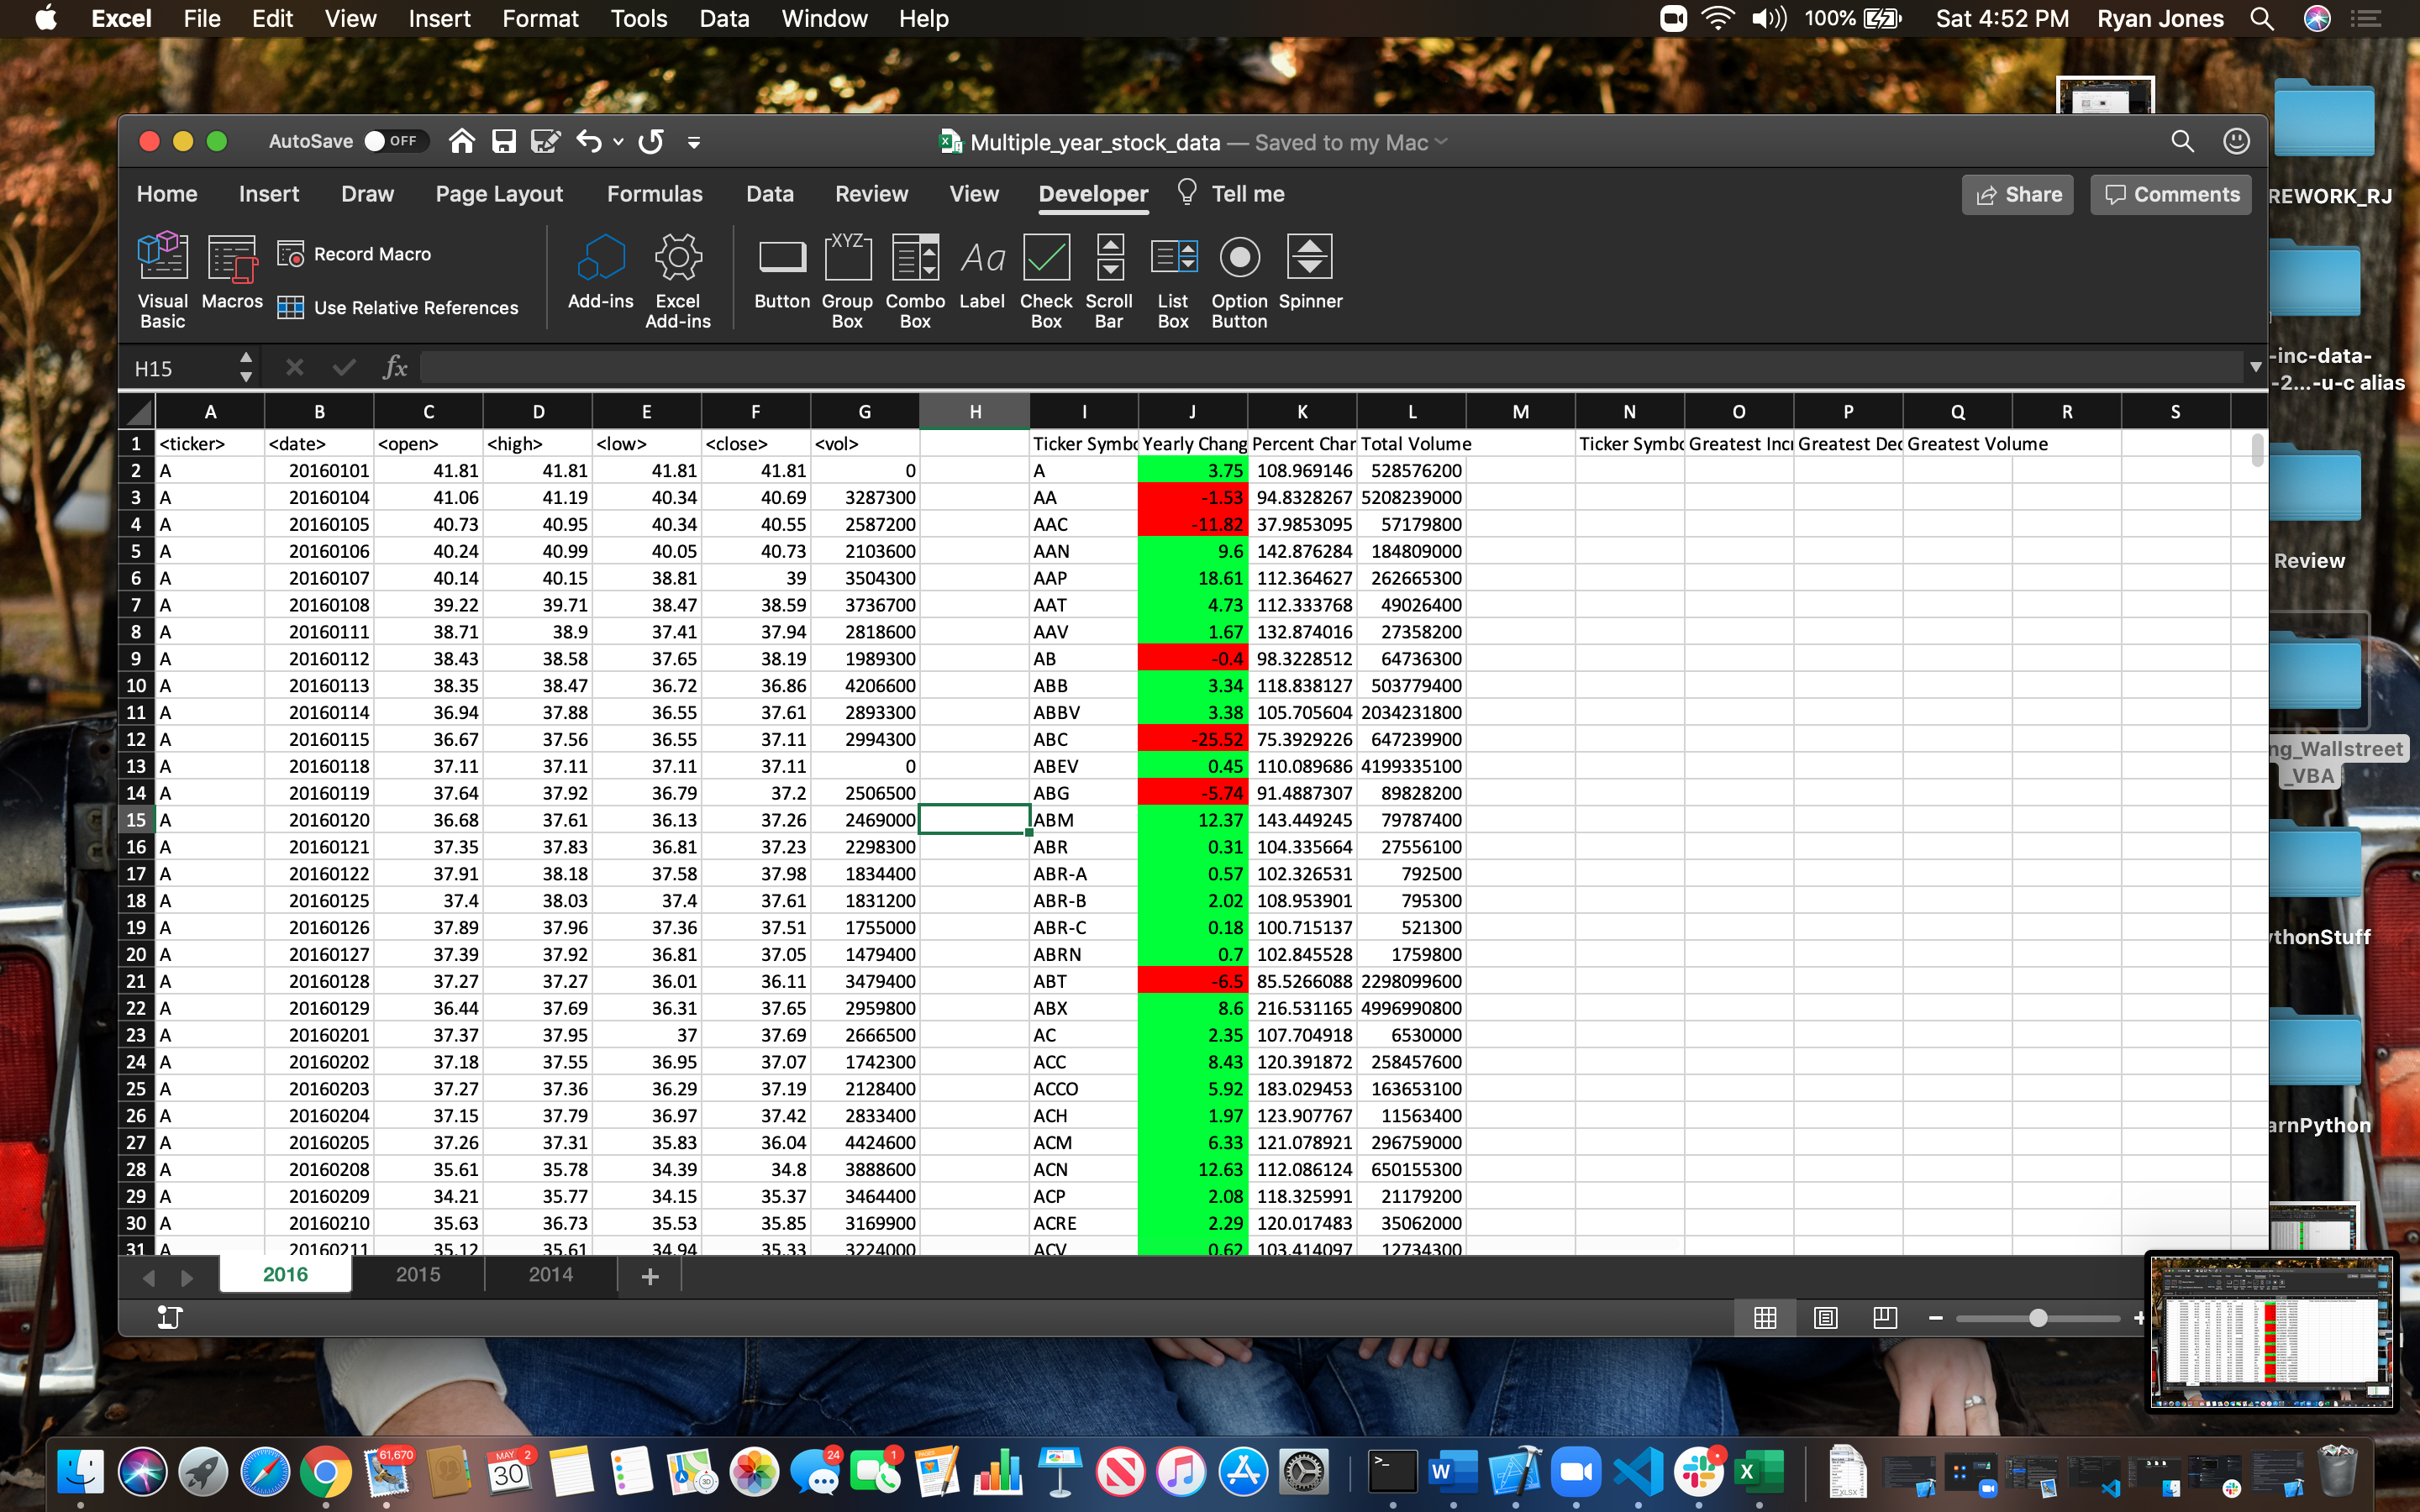 Excel File Edit View Insert Format Tools Data Window Help 100% Sat 4:52 PM Ryan Jones
AutoSave OFF Multiple_year_stock_data — Saved to my Mac
Home Insert Draw Page Layout Formulas Data Review View Developer Tell me Share Comments
Visual Basic Macros Record Macro Use Relative References Add-ins Excel Add-ins Button Group Box Combo Box Label Check Box Scroll Bar List Box Option Button Spinner
XYZ Aa
H15 fx
A B C D E F G H I J K L M N O P Q R S
1 <ticker> <date> <open> <high> <low> <close> <vol> Ticker Symbo Yearly Chang Percent Char Total Volume Ticker Symbo Greatest Incr Greatest Dec Greatest Volume
2 A 20160101 41.81 41.81 41.81 41.81 0 A 3.75 108.969146 528576200
3 A 20160104 41.06 41.19 40.34 40.69 3287300 AA -1.53 94.8328267 5208239000
4 A 20160105 40.73 40.95 40.34 40.55 2587200 AAC -11.82 37.9853095 57179800
5 A 20160106 40.24 40.99 40.05 40.73 2103600 AAN 9.6 142.876284 184809000
6 A 20160107 40.14 40.15 38.81 39 3504300 AAP 18.61 112.364627 262665300
7 A 20160108 39.22 39.71 38.47 38.59 3736700 AAT 4.73 112.333768 49026400
8 A 20160111 38.71 38.9 37.41 37.94 2818600 AAV 1.67 132.874016 27358200
9 A 20160112 38.43 38.58 37.65 38.19 1989300 AB -0.4 98.3228512 64736300
10 A 20160113 38.35 38.47 36.72 36.86 4206600 ABB 3.34 118.838127 503779400
11 A 20160114 36.94 37.88 36.55 37.61 2893300 ABBV 3.38 105.705604 2034231800
12 A 20160115 36.67 37.56 36.55 37.11 2994300 ABC -25.52 75.3929226 647239900
13 A 20160118 37.11 37.11 37.11 37.11 0 ABEV 0.45 110.089686 4199335100
14 A 20160119 37.64 37.92 36.79 37.2 2506500 ABG -5.74 91.4887307 89828200
15 A 20160120 36.68 37.61 36.13 37.26 2469000 ABM 12.37 143.449245 79787400
16 A 20160121 37.35 37.83 36.81 37.23 2298300 ABR 0.31 104.335664 27556100
17 A 20160122 37.91 38.18 37.58 37.98 1834400 ABR-A 0.57 102.326531 792500
18 A 20160125 37.4 38.03 37.4 37.61 1831200 ABR-B 2.02 108.953901 795300
19 A 20160126 37.89 37.96 37.36 37.51 1755000 ABR-C 0.18 100.715137 521300
20 A 20160127 37.39 37.92 36.81 37.05 1479400 ABRN 0.7 102.845528 1759800
21 A 20160128 37.27 37.27 36.01 36.11 3479400 ABT -6.5 85.5266088 2298099600
22 A 20160129 36.44 37.69 36.31 37.65 2959800 ABX 8.6 216.531165 4996990800
23 A 20160201 37.37 37.95 37 37.69 2666500 AC 2.35 107.704918 6530000
24 A 20160202 37.18 37.55 36.95 37.07 1742300 ACC 8.43 120.391872 258457600
25 A 20160203 37.27 37.36 36.29 37.19 2128400 ACCO 5.92 183.029453 163653100
26 A 20160204 37.15 37.79 36.97 37.42 2833400 ACH 1.97 123.907767 11563400
27 A 20160205 37.26 37.31 35.83 36.04 4424600 ACM 6.33 121.078921 296759000
28 A 20160208 35.61 35.78 34.39 34.8 3888600 ACN 12.63 112.086124 650155300
29 A 20160209 34.21 35.77 34.15 35.37 3464400 ACP 2.08 118.325991 21179200
30 A 20160210 35.63 36.73 35.53 35.85 3169900 ACRE 2.29 120.017483 35062000
31 A 20160211 35.12 35.61 34.94 35.33 3224000 ACV 0.62 103.414097 12734300
2016 2015 2014 +
REWORK_RJ
-inc-data-
-2...-u-c alias
Review
ng_Wallstreet
_VBA
ythonStuff
arnPython
61,670 MAY 2 30 24 1 PAGES 3D >_ W X XLSX